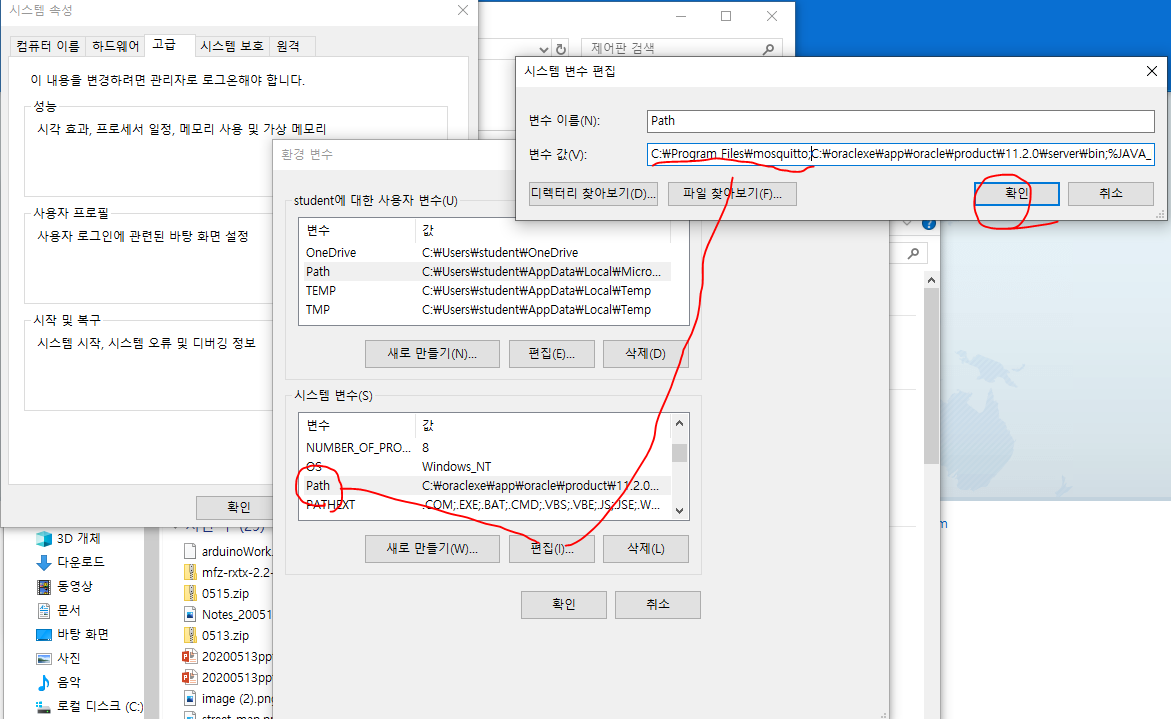 시스템 속성
컴퓨터 이름 하드웨어 고급 시스템 보호 원격
이 내용을 변경하려면 관리자로 로그온해야 합니다.
성능
시각 효과, 프로세서 일정, 메모리 사용 및 가상 메모리
사용자 프로필
사용자 로그인에 관련된 바탕 화면 설정
시작 및 복구
시스템 시작, 시스템 오류 및 디버깅 정보
확인
제어판 검색
시스템 변수 편집
변수 이름(N): Path
변수 값(V): C:₩Program Files₩mosquitto;C:₩oraclexe₩app₩oracle₩product₩11.2.0₩server₩bin;%JAVA_
디렉터리 찾아보기(D)... 파일 찾아보기(F)... 확인 취소
환경 변수
student에 대한 사용자 변수(U)
변수 값
OneDrive C:₩Users₩student₩OneDrive
Path C:₩Users₩student₩AppData₩Local₩Micro...
TEMP C:₩Users₩student₩AppData₩Local₩Temp
TMP C:₩Users₩student₩AppData₩Local₩Temp
새로 만들기(N)... 편집(E)... 삭제(D)
시스템 변수(S)
변수 값
NUMBER_OF_PRO... 8
OS Windows_NT
Path C:₩oraclexe₩app₩oracle₩product₩11.2.0...
PATHEXT .COM;.EXE;.BAT;.CMD;.VBS;.VBE;.JS;.JSE;.W...
새로 만들기(W)... 편집(I)... 삭제(L)
확인 취소
3D 개체
다운로드
동영상
문서
바탕 화면
사진
음악
로컬 디스크 (C:)
arduinoWork.
mfz-rxtx-2.2-
0515.zip
Notes_20051
0513.zip
20200513pp
20200513pp
image (2).pn